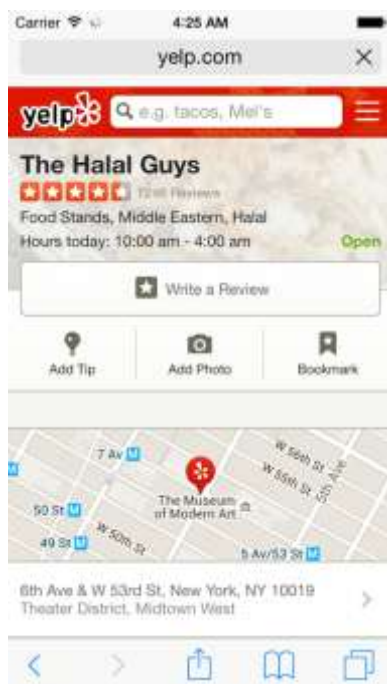 Carrier 4:25 AM
yelp.com
yelp e.g. tacos, Mel's
The Halal Guys
Reviews
Food Stands, Middle Eastern, Halal
Hours today: 10:00 am - 4:00 am Open
Write a Review
Add Tip Add Photo Bookmark
7 Av M
W 56th St
W 55th St
5th Ave
The Museum
of Modern Art
50 St M
W 50th St
49 St M
5 Av/53 St M
6th Ave & W 53rd St, New York, NY 10019
Theater District, Midtown West